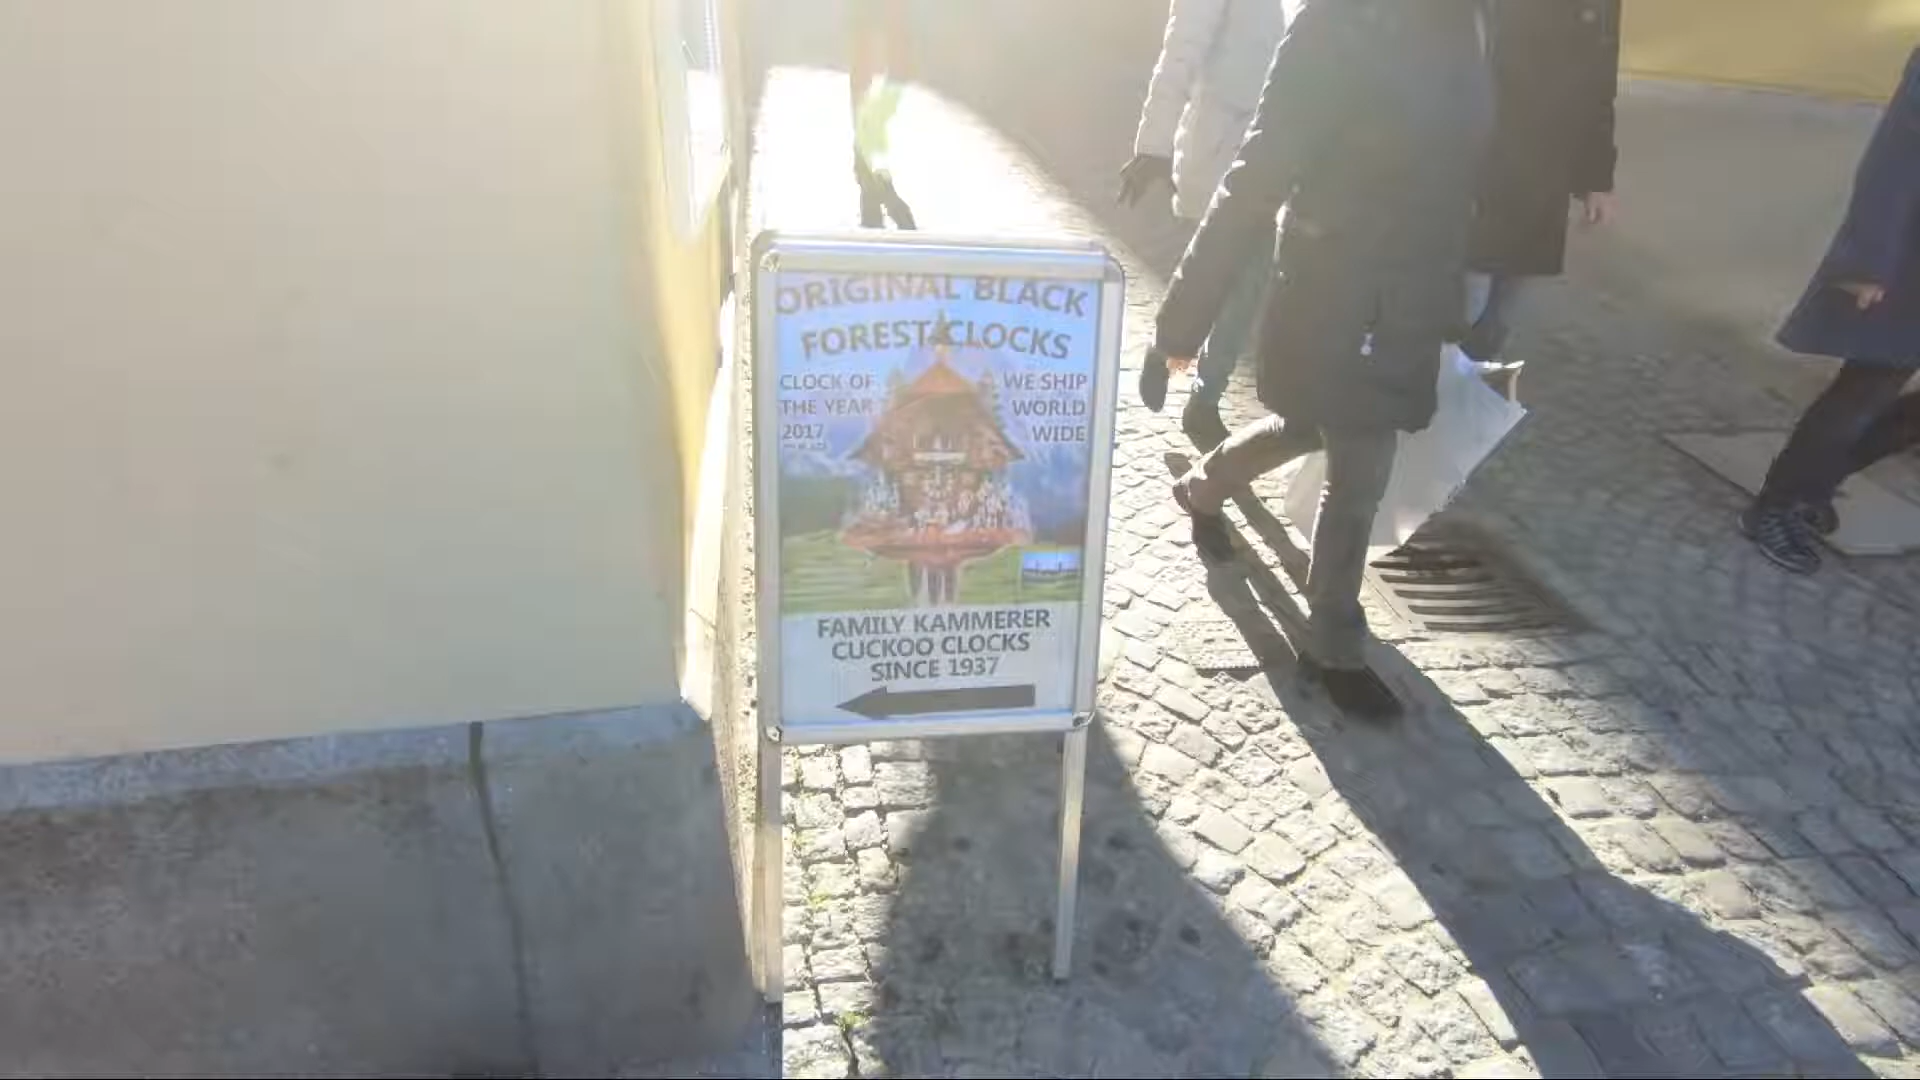 ORIGINAL BLACK
FOREST CLOCKS
CLOCK OF
THE YEAR
2017
WE SHIP
WORLD
WIDE
FAMILY KAMMERER
CUCKOO CLOCKS
SINCE 1937